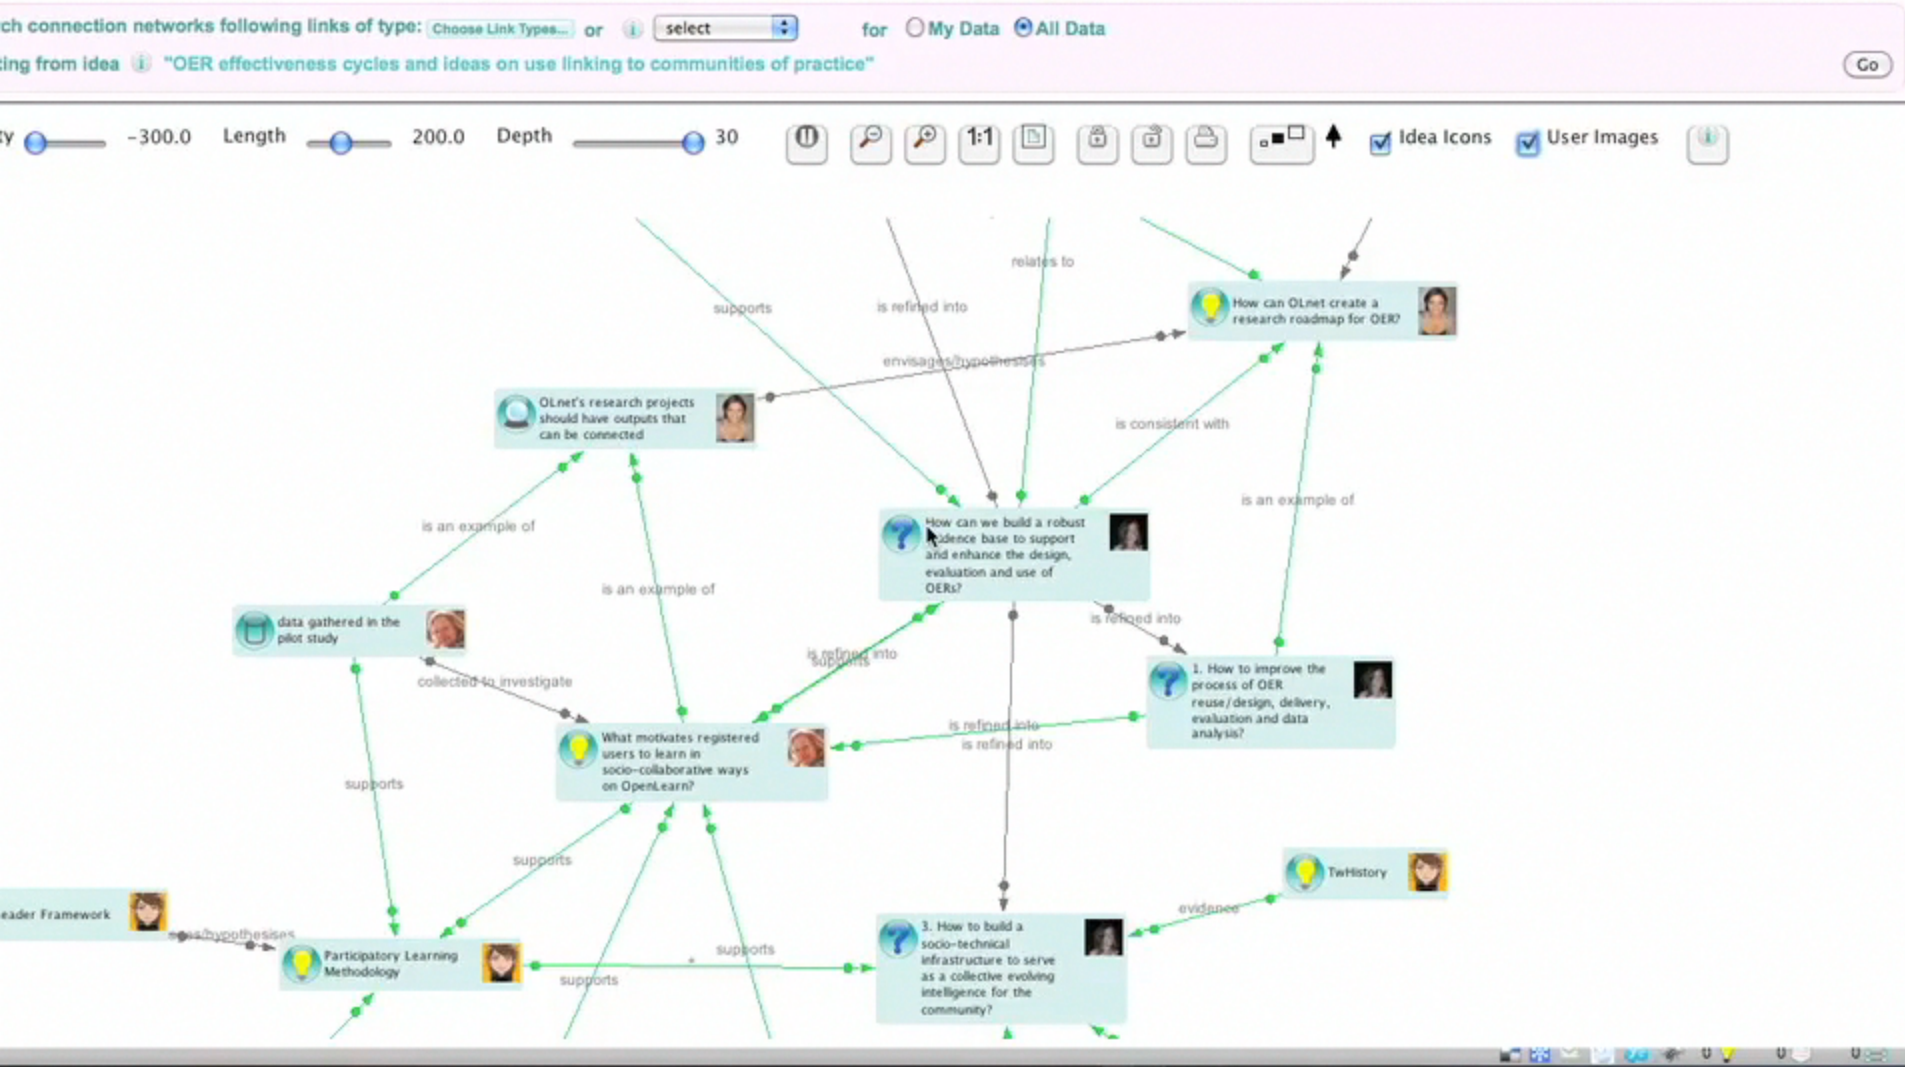 ch connection networks following links of type: Choose Link Types... or i select for My Data All Data
ting from idea i "OER effectiveness cycles and ideas on use linking to communities of practice" Go
ty -300.0 Length 200.0 Depth 30 1:1 Idea Icons User Images i
relates to
supports
is refined into
How can OLnet create a
research roadmap for OER?
envisages/hypothesises
OLnet's research projects
should have outputs that
can be connected
is consistent with
is an example of
is an example of
How can we build a robust
idence base to support
and enhance the design,
evaluation and use of
OERs?
is an example of
data gathered in the
pilot study
is refined into
is refined into
supports
collected to investigate
1. How to improve the
process of OER
reuse/design, delivery,
evaluation and data
analysis?
is refined into
is refined into
What motivates registered
users to learn in
socio-collaborative ways
on OpenLearn?
supports
supports
TwHistory
evidence
eader Framework
/hypothesises
Participatory Learning
Methodology
supports
supports
3. How to build a
socio-technical
infrastructure to serve
as a collective evolving
intelligence for the
community?
0 0 0